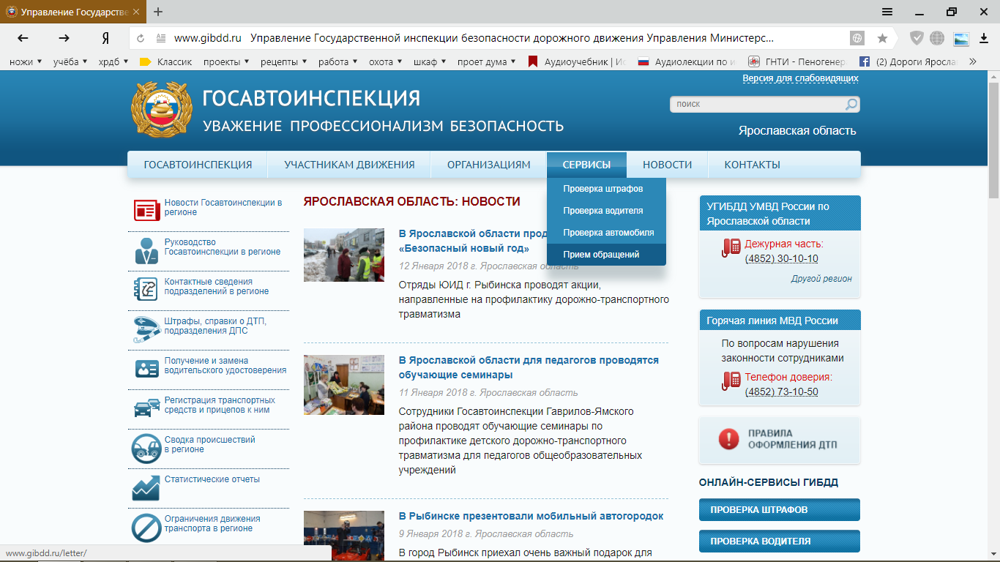 Управление Государстве
www.gibdd.ru Управление Государственной инспекции безопасности дорожного движения Управления Министерс...
ножи учёба хрдб Классик проекты рецепты работа охота шкаф проет дума Аудиоучебник | Ис Аудиолекции по и ГНТИ - Пеногенер (2) Дороги Яросла
Версия для слабовидящих
ГОСАВТОИНСПЕКЦИЯ
УВАЖЕНИЕ ПРОФЕССИОНАЛИЗМ БЕЗОПАСНОСТЬ
поиск
Ярославская область
ГОСАВТОИНСПЕКЦИЯ УЧАСТНИКАМ ДВИЖЕНИЯ ОРГАНИЗАЦИЯМ СЕРВИСЫ НОВОСТИ КОНТАКТЫ
Проверка штрафов
Проверка водителя
Проверка автомобиля
Прием обращений
Новости Госавтоинспекции в
регионе
Руководство
Госавтоинспекции в регионе
Контактные сведения
подразделений в регионе
Штрафы, справки о ДТП,
подразделения ДПС
Получение и замена
водительского удостоверения
Регистрация транспортных
средств и прицепов к ним
Сводка происшествий
в регионе
Статистические отчеты
Ограничения движения
транспорта в регионе
ЯРОСЛАВСКАЯ ОБЛАСТЬ: НОВОСТИ
В Ярославской области
«Безопасный новый год»
12 Января 2018 г. Ярославская область
Отряды ЮИД г. Рыбинска проводят акции,
направленные на профилактику дорожно-транспортного
травматизма
В Ярославской области для педагогов проводятся
обучающие семинары
11 Января 2018 г. Ярославская область
Сотрудники Госавтоинспекции Гаврилов-Ямского
района проводят обучающие семинары по
профилактике детского дорожно-транспортного
травматизма для педагогов общеобразовательных
учреждений
В Рыбинске презентовали мобильный автогородок
9 Января 2018 г. Ярославская область
В город Рыбинск приехал очень важный подарок для
УГИБДД УМВД России по
Ярославской области
Дежурная часть:
(4852) 30-10-10
Другой регион
Горячая линия МВД России
По вопросам нарушения
законности сотрудниками
Телефон доверия:
(4852) 73-10-50
ПРАВИЛА
ОФОРМЛЕНИЯ ДТП
ОНЛАЙН-СЕРВИСЫ ГИБДД
ПРОВЕРКА ШТРАФОВ
ПРОВЕРКА ВОДИТЕЛЯ
www.gibdd.ru/letter/